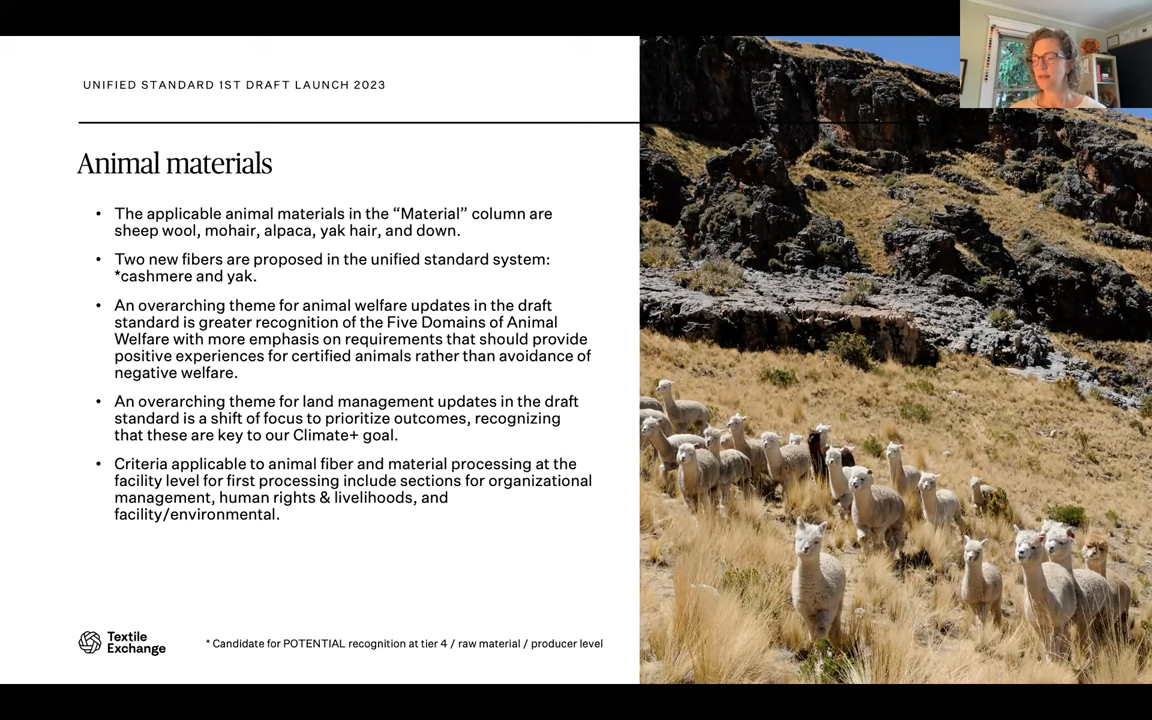 UNIFIED STANDARD 1ST DRAFT LAUNCH 2023
Animal materials
• The applicable animal materials in the “Material” column are
sheep wool, mohair, alpaca, yak hair, and down.
• Two new fibers are proposed in the unified standard system:
*cashmere and yak.
• An overarching theme for animal welfare updates in the draft
standard is greater recognition of the Five Domains of Animal
Welfare with more emphasis on requirements that should provide
positive experiences for certified animals rather than avoidance of
negative welfare.
• An overarching theme for land management updates in the draft
standard is a shift of focus to prioritize outcomes, recognizing
that these are key to our Climate+ goal.
• Criteria applicable to animal fiber and material processing at the
facility level for first processing include sections for organizational
management, human rights & livelihoods, and
facility/environmental.
Textile
Exchange
* Candidate for POTENTIAL recognition at tier 4 / raw material / producer level